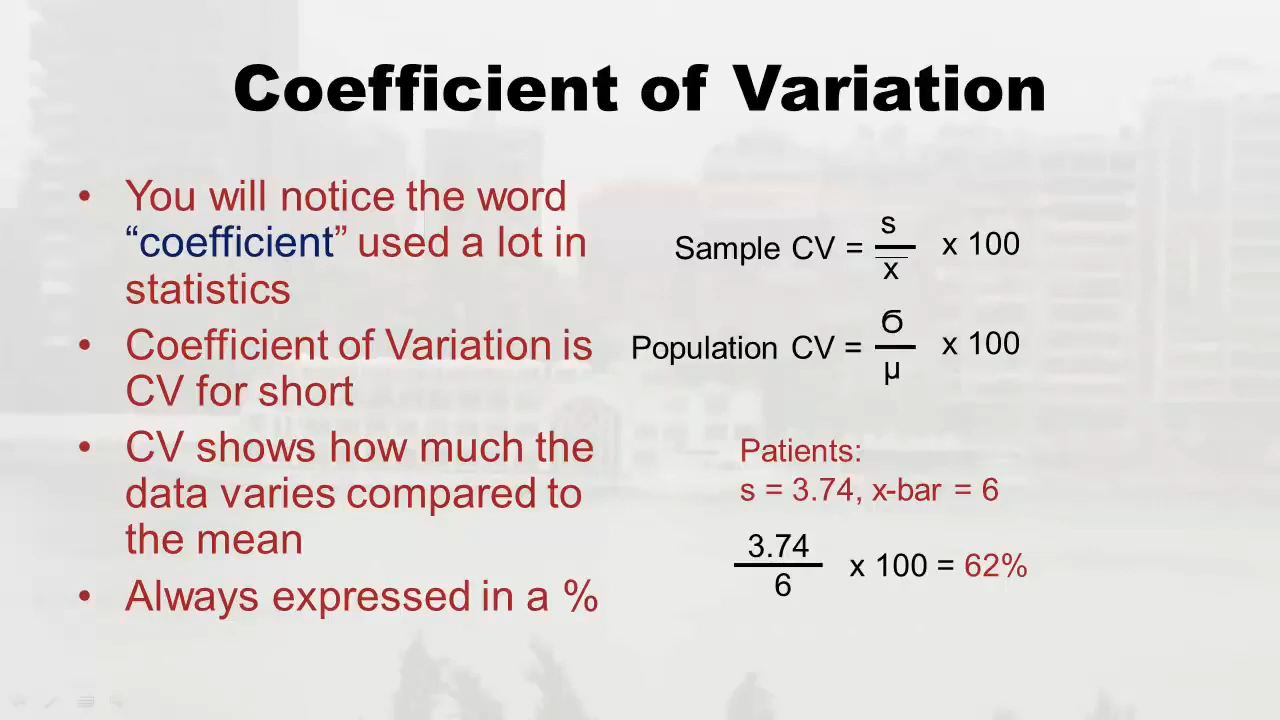 Coefficient of Variation
• You will notice the word
“coefficient” used a lot in
statistics
• Coefficient of Variation is
CV for short
• CV shows how much the
data varies compared to
the mean
• Always expressed in a %
s
Sample CV = x 100
x̅
Ϭ
Population CV = x 100
µ
Patients:
s = 3.74, x-bar = 6
3.74
x 100 = 62%
6